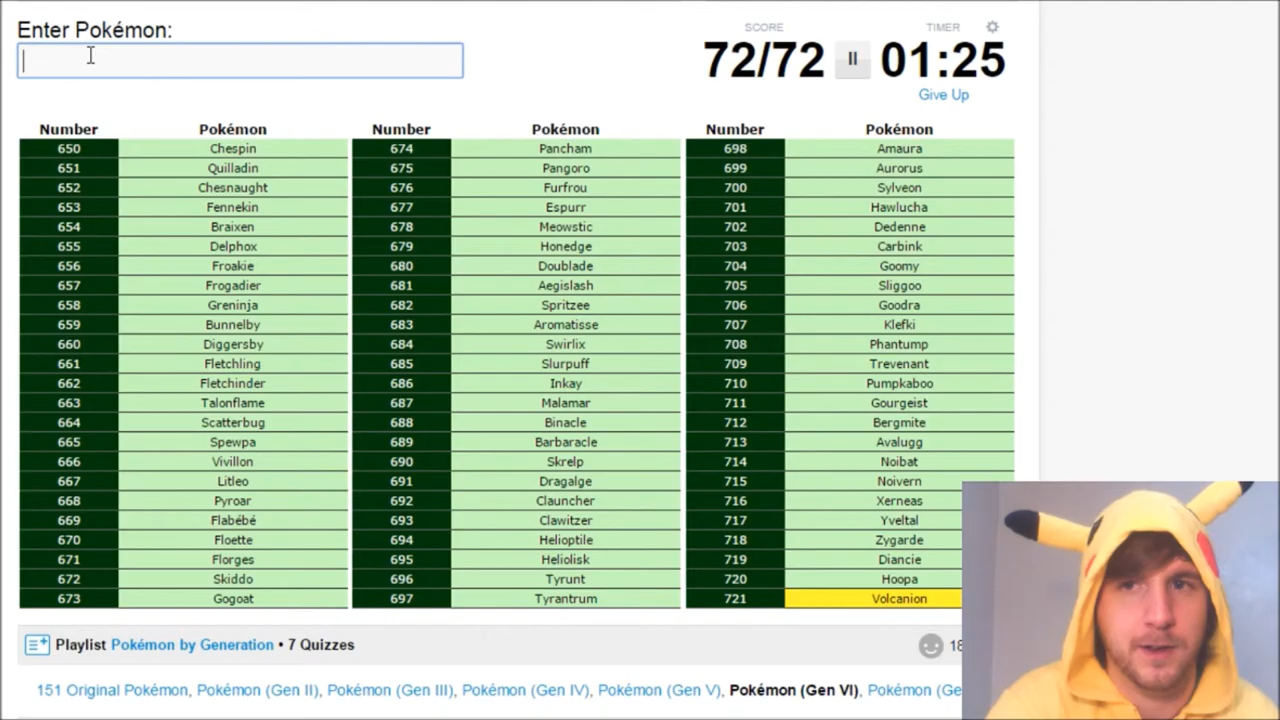 Enter Pokémon:
SCORE
TIMER
72/72
01:25
Give Up
Number Pokémon Number Pokémon Number Pokémon
650 Chespin 674 Pancham 698 Amaura
651 Quilladin 675 Pangoro 699 Aurorus
652 Chesnaught 676 Furfrou 700 Sylveon
653 Fennekin 677 Espurr 701 Hawlucha
654 Braixen 678 Meowstic 702 Dedenne
655 Delphox 679 Honedge 703 Carbink
656 Froakie 680 Doublade 704 Goomy
657 Frogadier 681 Aegislash 705 Sliggoo
658 Greninja 682 Spritzee 706 Goodra
659 Bunnelby 683 Aromatisse 707 Klefki
660 Diggersby 684 Swirlix 708 Phantump
661 Fletchling 685 Slurpuff 709 Trevenant
662 Fletchinder 686 Inkay 710 Pumpkaboo
663 Talonflame 687 Malamar 711 Gourgeist
664 Scatterbug 688 Binacle 712 Bergmite
665 Spewpa 689 Barbaracle 713 Avalugg
666 Vivillon 690 Skrelp 714 Noibat
667 Litleo 691 Dragalge 715 Noivern
668 Pyroar 692 Clauncher 716 Xerneas
669 Flabébé 693 Clawitzer 717 Yveltal
670 Floette 694 Helioptile 718 Zygarde
671 Florges 695 Heliolisk 719 Diancie
672 Skiddo 696 Tyrunt 720 Hoopa
673 Gogoat 697 Tyrantrum 721 Volcanion
Playlist Pokémon by Generation • 7 Quizzes 18
151 Original Pokémon, Pokémon (Gen II), Pokémon (Gen III), Pokémon (Gen IV), Pokémon (Gen V), Pokémon (Gen VI), Pokémon (Ge